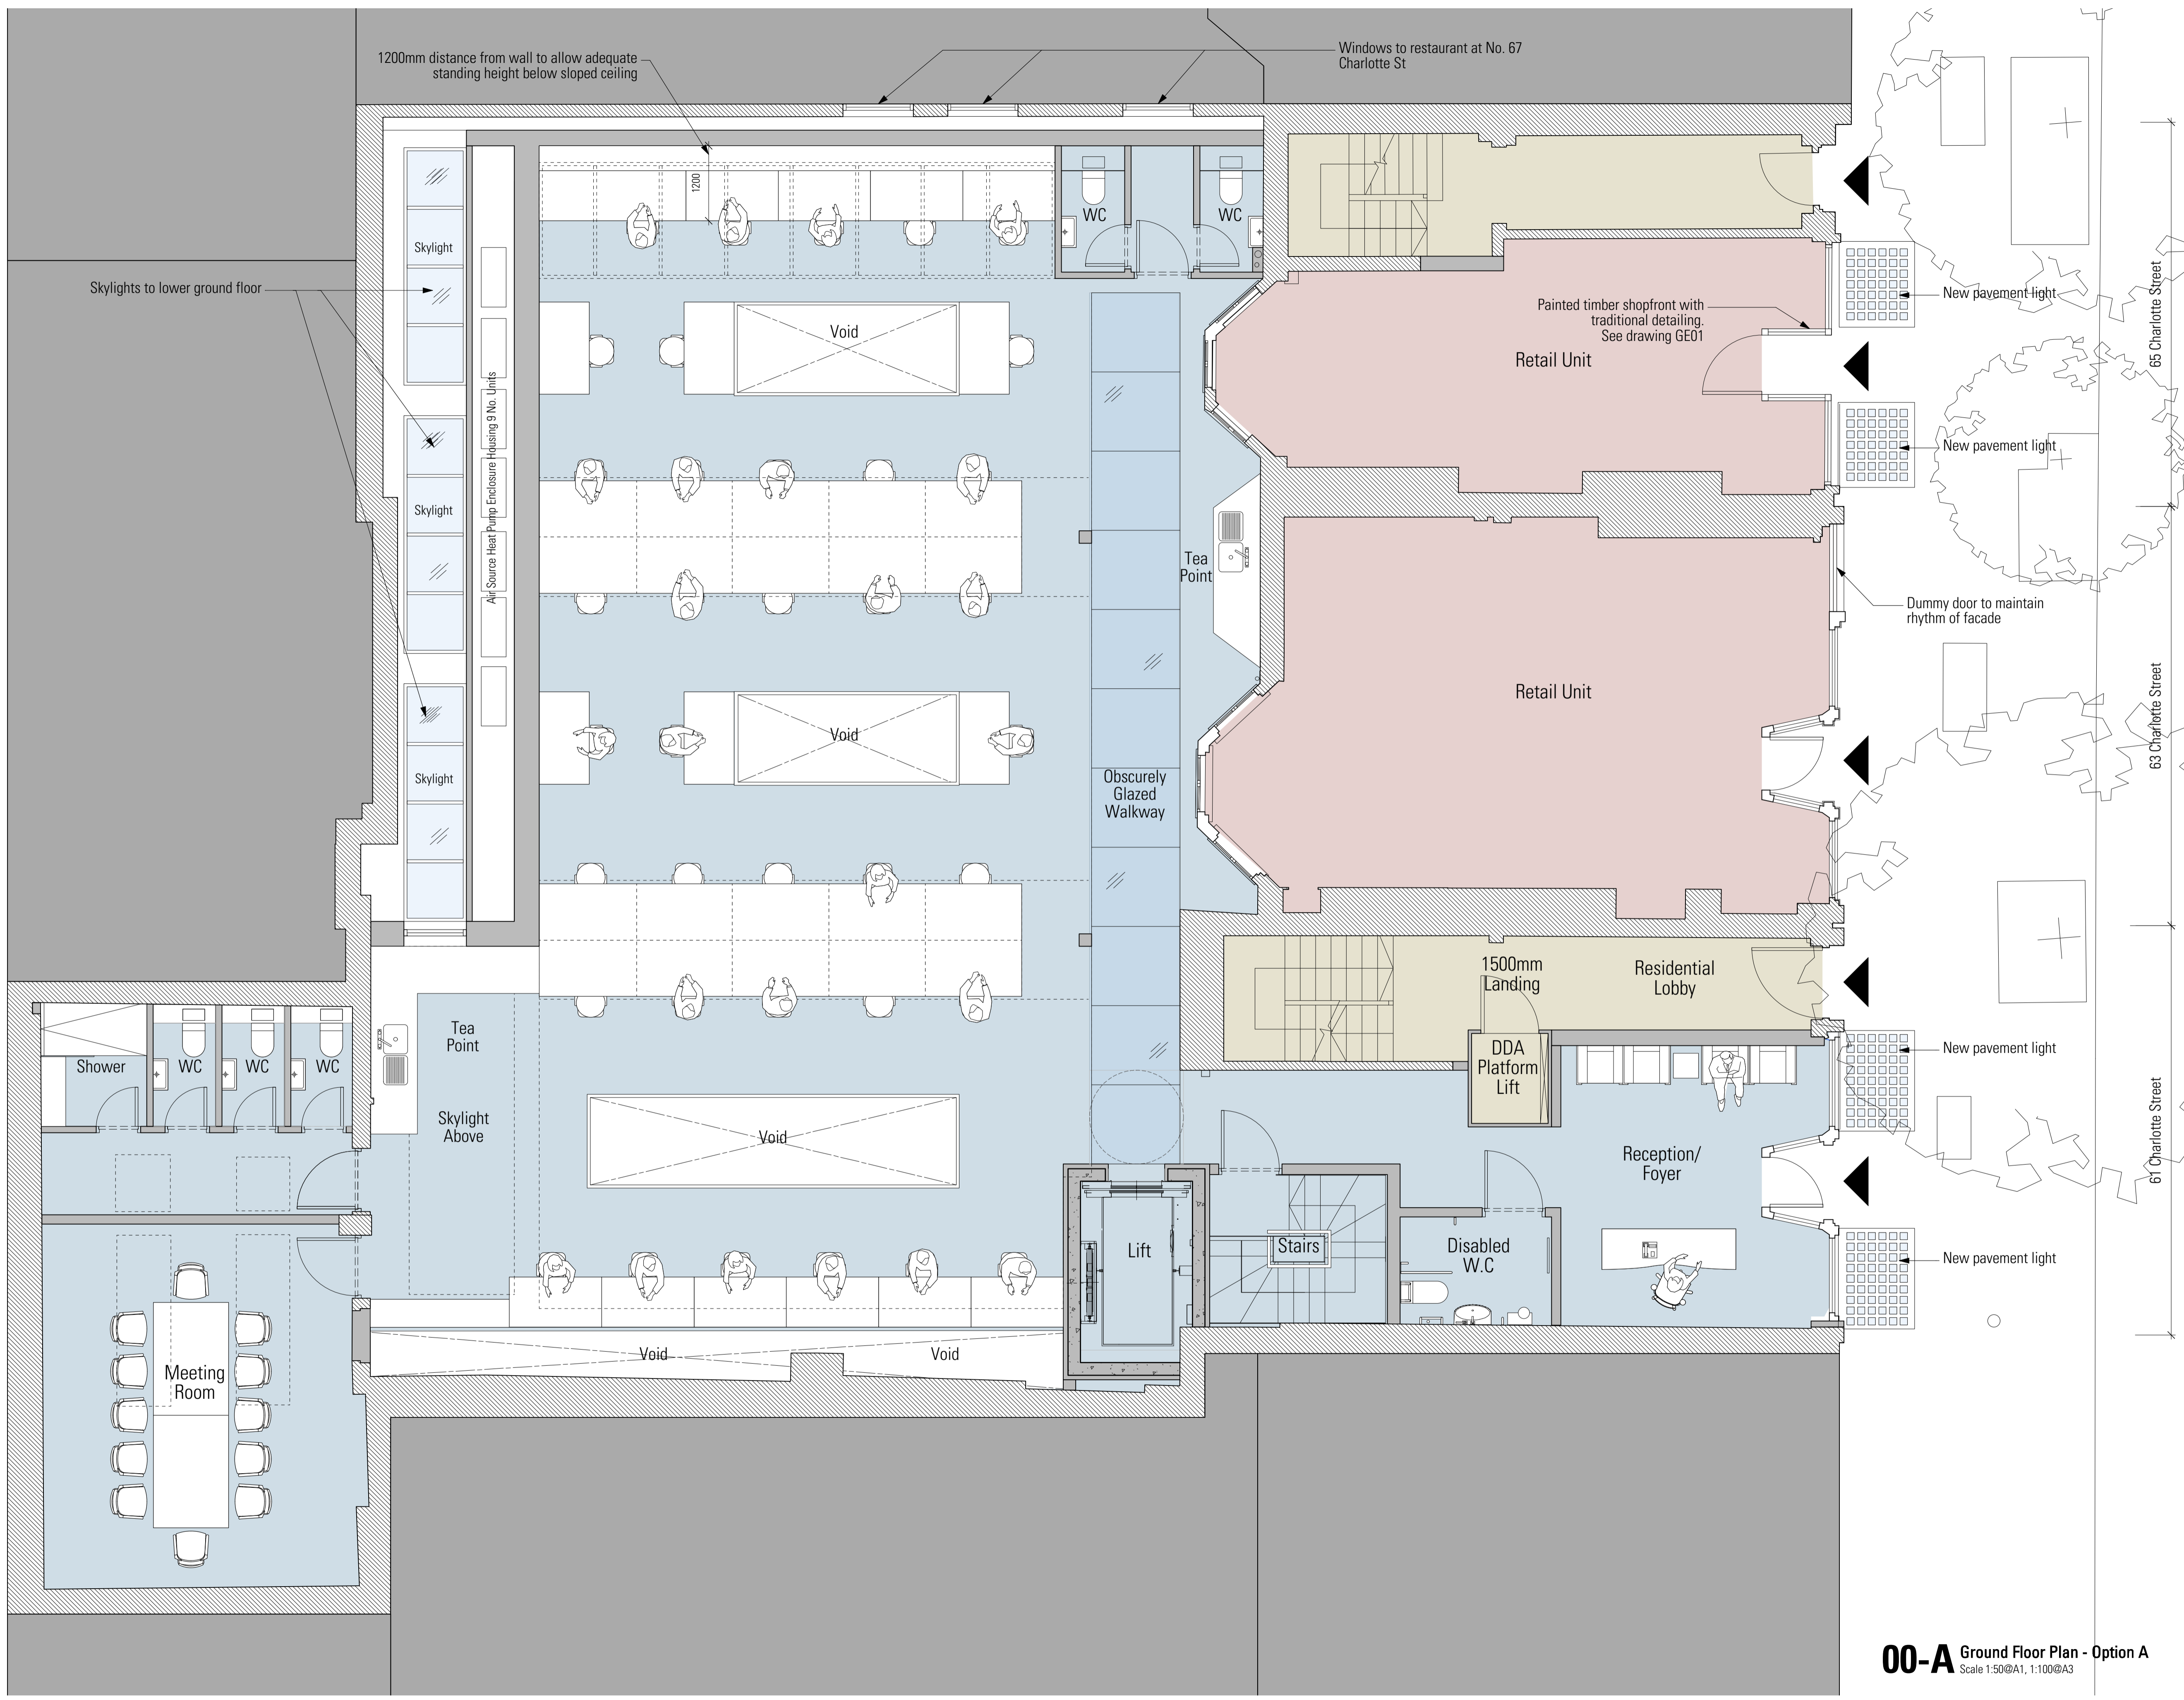 1200mm distance from wall to allow adequate
standing height below sloped ceiling
Windows to restaurant at No. 67
Charlotte St
1200
WC
WC
Skylight
Skylights to lower ground floor
Air Source Heat Pump Enclosure Housing 9 No. Units
Void
Painted timber shopfront with
traditional detailing.
See drawing GE01
Retail Unit
New pavement light
65 Charlotte Street
New pavement light
Skylight
Tea
Point
Dummy door to maintain
rhythm of facade
Retail Unit
63 Charlotte Street
Void
Skylight
Obscurely
Glazed
Walkway
1500mm
Landing
Residential
Lobby
Tea
Point
Shower
WC
WC
WC
DDA
Platform
Lift
New pavement light
61 Charlotte Street
Skylight
Above
Void
Reception/
Foyer
Lift
Stairs
Disabled
W.C
New pavement light
Void
Void
Meeting
Room
00-A
Ground Floor Plan - Option A
Scale 1:50@A1, 1:100@A3